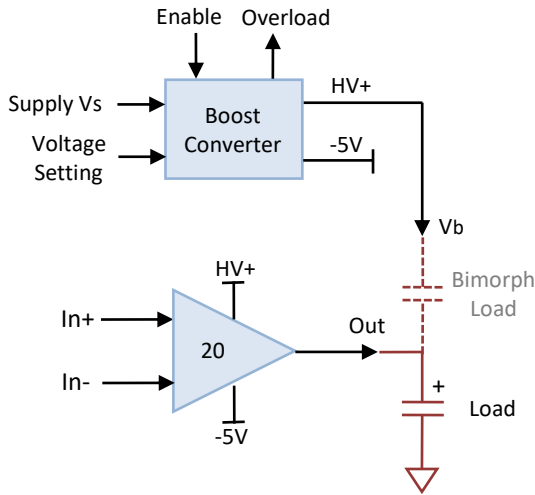 Enable
Overload
Supply Vs
Voltage
Setting
Boost
Converter
HV+
-5V
Vb
Bimorph
Load
HV+
In+
In-
20
Out
-5V
+
Load